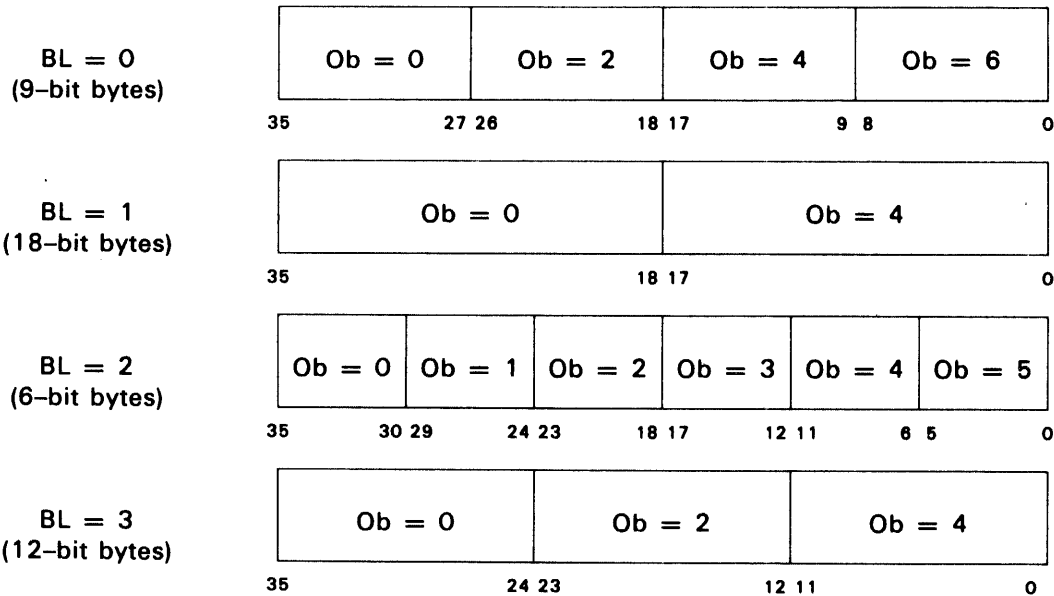 BL = 0
(9–bit bytes)
Ob = 0 Ob = 2 Ob = 4 Ob = 6
35 27 26 18 17 9 8 0
BL = 1
(18–bit bytes)
Ob = 0 Ob = 4
35 18 17 0
BL = 2
(6–bit bytes)
Ob = 0 Ob = 1 Ob = 2 Ob = 3 Ob = 4 Ob = 5
35 30 29 24 23 18 17 12 11 6 5 0
BL = 3
(12–bit bytes)
Ob = 0 Ob = 2 Ob = 4
35 24 23 12 11 0